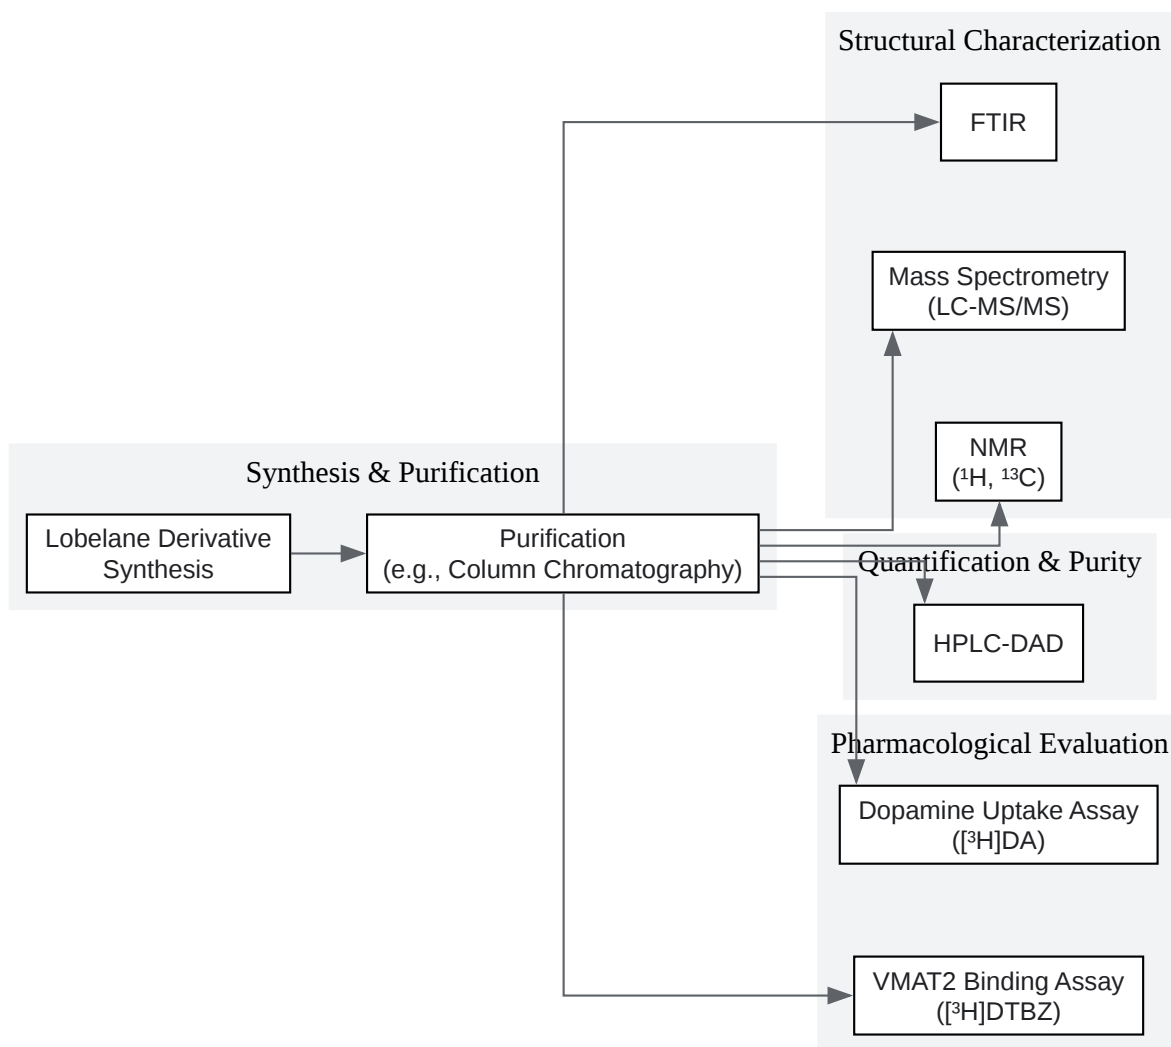 Structural Characterization
FTIR
Mass Spectrometry
(LC-MS/MS)
NMR
(¹H, ¹³C)
Synthesis & Purification
Lobelane Derivative
Synthesis
Purification
(e.g., Column Chromatography)
Quantification & Purity
HPLC-DAD
Pharmacological Evaluation
Dopamine Uptake Assay
([³H]DA)
VMAT2 Binding Assay
([³H]DTBZ)